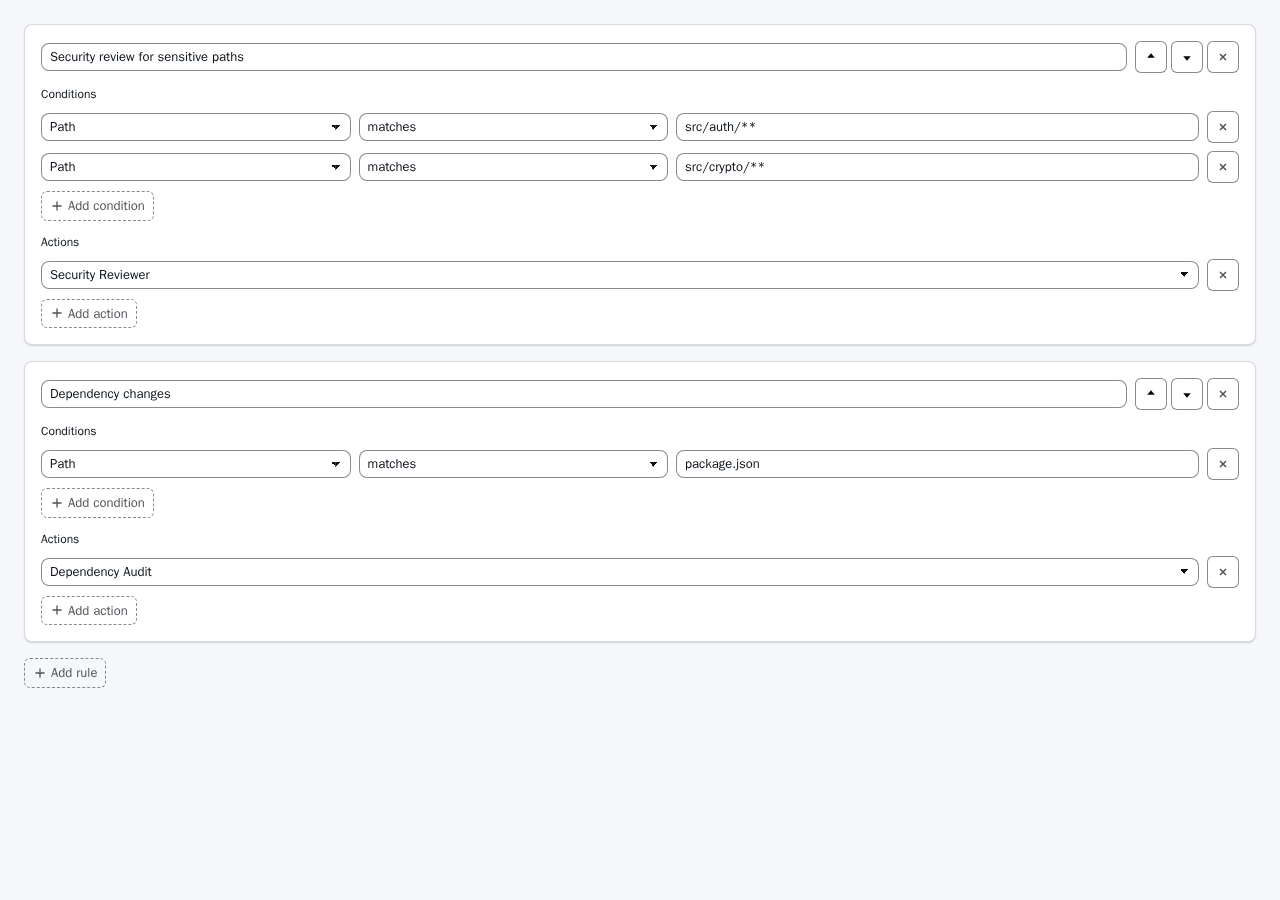 Security review for sensitive paths
Conditions
Path matches src/auth/**
Path matches src/crypto/**
Add condition
Actions
Security Reviewer
Add action
Dependency changes
Conditions
Path matches package.json
Add condition
Actions
Dependency Audit
Add action
Add rule